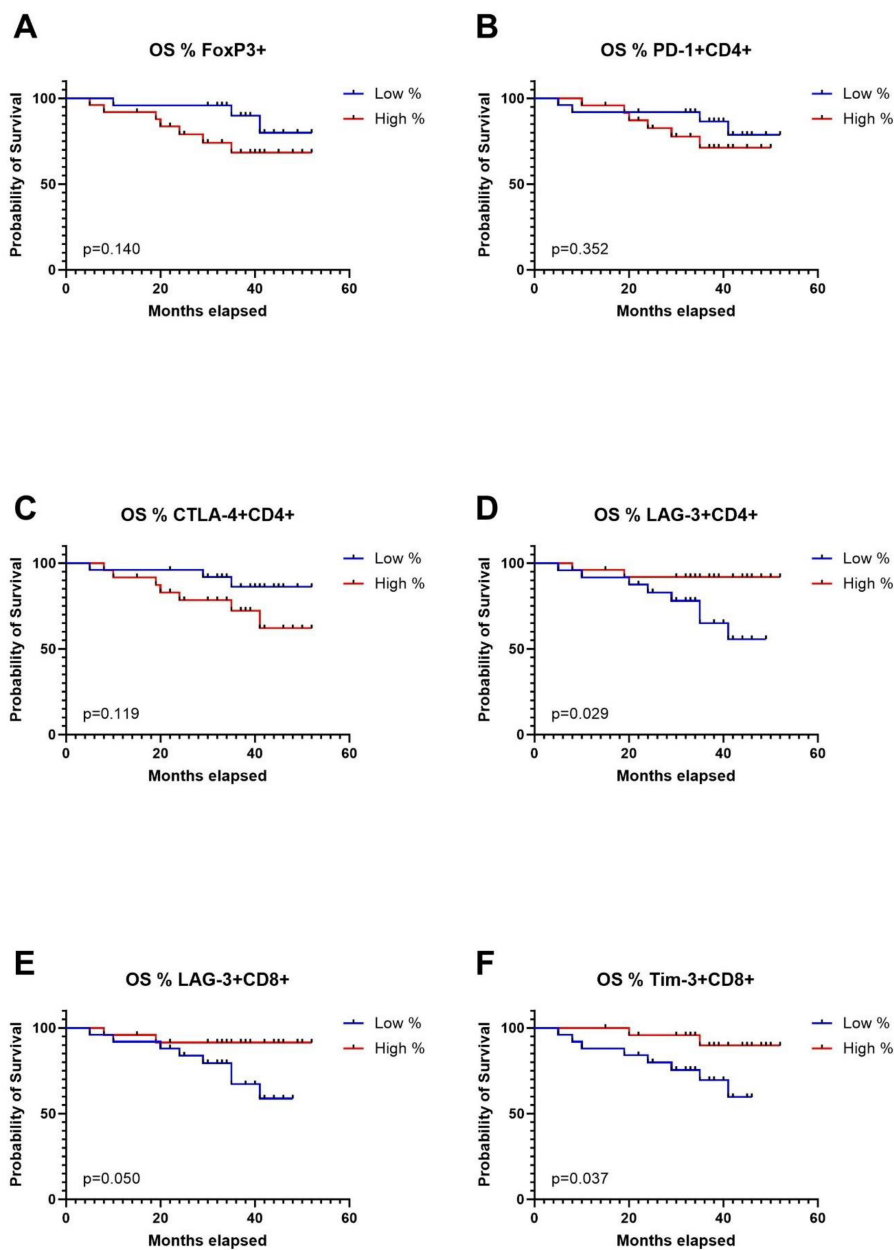 A
OS % FoxP3+
Low %
High %
Probability of Survival
100
50
0
p=0.140
0 20 40 60
Months elapsed
B
OS % PD-1+CD4+
Low %
High %
Probability of Survival
100
50
0
p=0.352
0 20 40 60
Months elapsed
C
OS % CTLA-4+CD4+
Low %
High %
Probability of Survival
100
50
0
p=0.119
0 20 40 60
Months elapsed
D
OS % LAG-3+CD4+
Low %
High %
Probability of Survival
100
50
0
p=0.029
0 20 40 60
Months elapsed
E
OS % LAG-3+CD8+
Low %
High %
Probability of Survival
100
50
0
p=0.050
0 20 40 60
Months elapsed
F
OS % Tim-3+CD8+
Low %
High %
Probability of Survival
100
50
0
p=0.037
0 20 40 60
Months elapsed